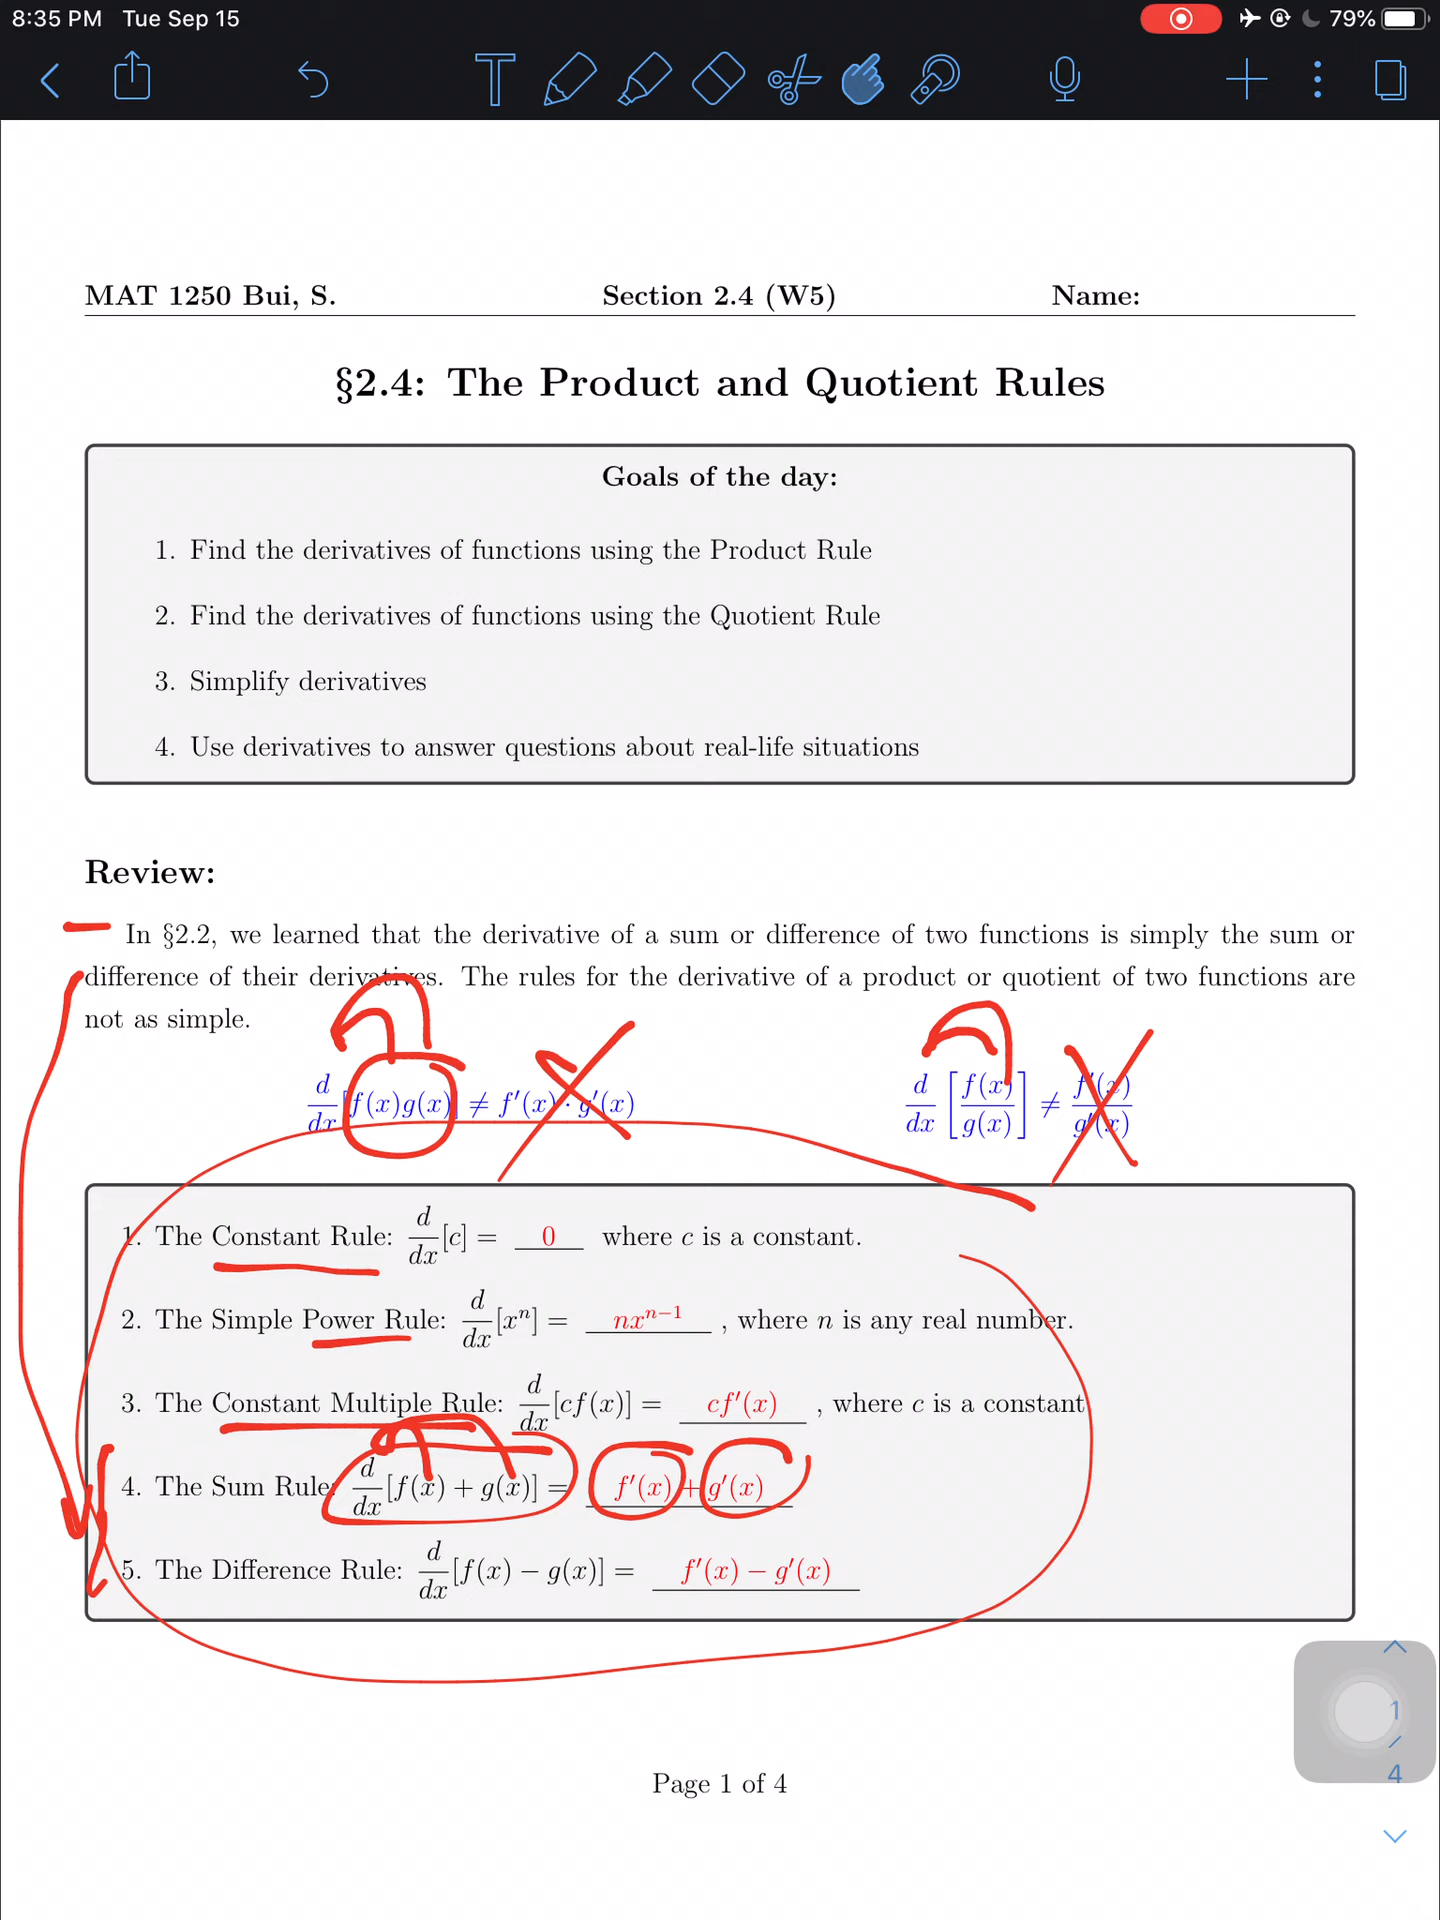 8:35 PM Tue Sep 15
79%
MAT 1250 Bui, S. Section 2.4 (W5) Name:
§2.4: The Product and Quotient Rules
Goals of the day:
1. Find the derivatives of functions using the Product Rule
2. Find the derivatives of functions using the Quotient Rule
3. Simplify derivatives
4. Use derivatives to answer questions about real-life situations
Review:
In §2.2, we learned that the derivative of a sum or difference of two functions is simply the sum or
difference of their derivatives. The rules for the derivative of a product or quotient of two functions are
not as simple.
d/dx [f(x)g(x)] ≠ f′(x) · g′(x) d/dx [f(x)/g(x)] ≠ f′(x)/g′(x)
1. The Constant Rule: d/dx [c] = 0 where c is a constant.
2. The Simple Power Rule: d/dx [xⁿ] = nxⁿ⁻¹ , where n is any real number.
3. The Constant Multiple Rule: d/dx [cf(x)] = cf′(x) , where c is a constant
4. The Sum Rule: d/dx [f(x) + g(x)] = f′(x) + g′(x)
5. The Difference Rule: d/dx [f(x) − g(x)] = f′(x) − g′(x)
1
/
4
Page 1 of 4